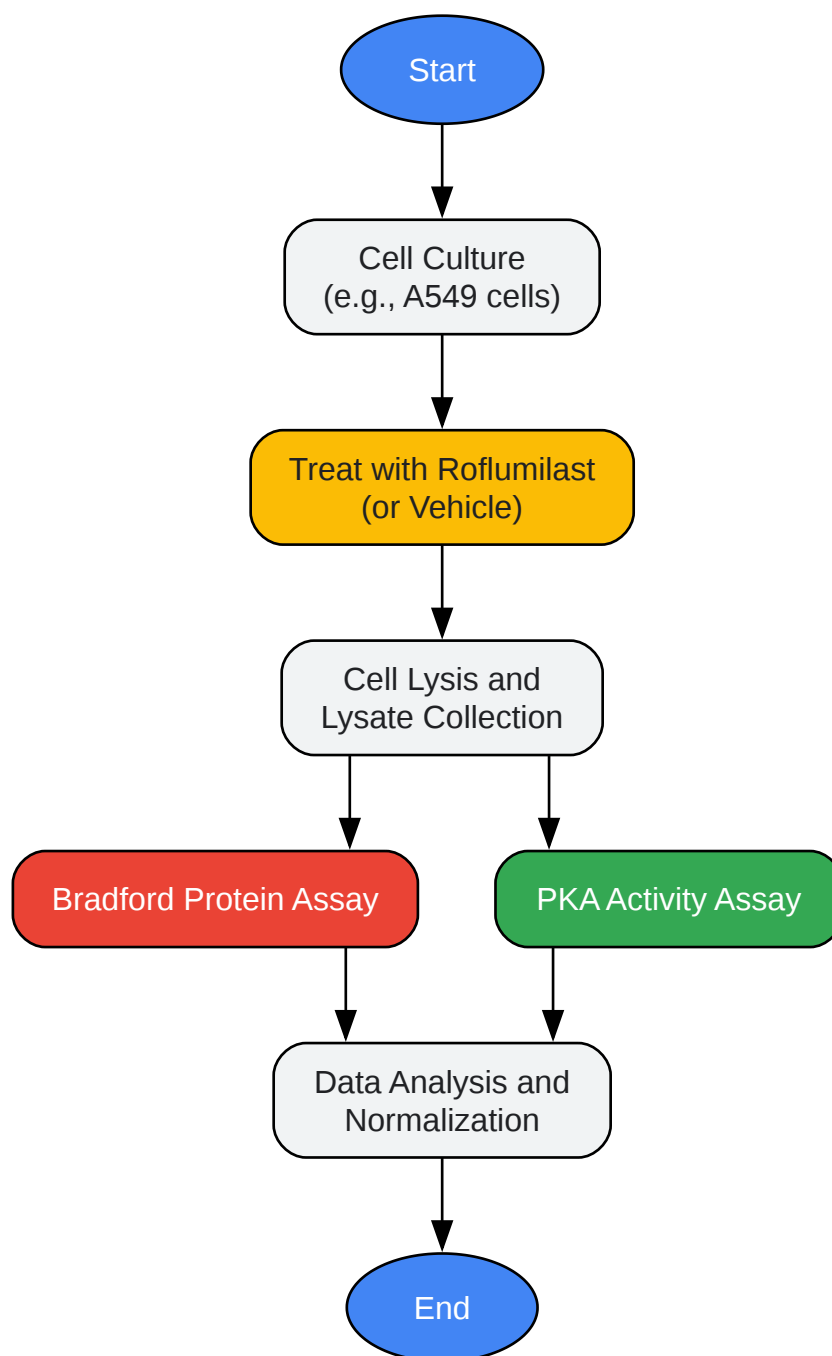 Start
Cell Culture
(e.g., A549 cells)
Treat with Roflumilast
(or Vehicle)
Cell Lysis and
Lysate Collection
Bradford Protein Assay
PKA Activity Assay
Data Analysis and
Normalization
End